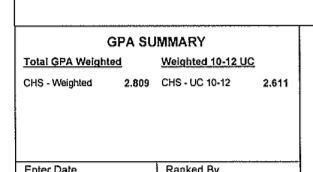 GPA SUMMARY
Total GPA Weighted Weighted 10-12 UC
CHS - Weighted 2.809 CHS - UC 10-12 2.611
Enter Date Ranked By